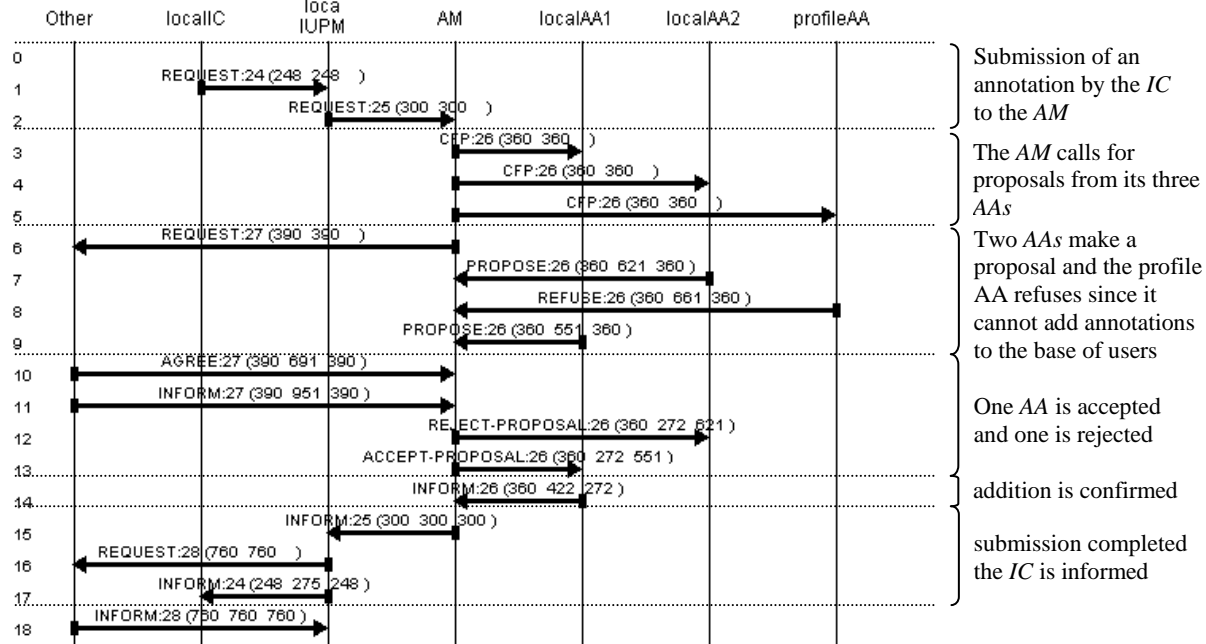 Other localIC loca IUPM AM localAA1 localAA2 profileAA
0
REQUEST:24 (248 248 )
1
REQUEST:25 (300 300 )
2
Submission of an
annotation by the IC
to the AM
CFP:26 (360 360 )
3
CFP:26 (360 360 )
4
CFP:26 (360 360 )
5
The AM calls for
proposals from its three
AAs
REQUEST:27 (390 390 )
6
PROPOSE:26 (360 621 360 )
7
REFUSE:26 (360 661 360 )
8
PROPOSE:26 (360 551 360 )
9
Two AAs make a
proposal and the profile
AA refuses since it
cannot add annotations
to the base of users
AGREE:27 (390 691 390 )
10
INFORM:27 (390 951 390 )
11
REJECT-PROPOSAL:26 (360 272 621 )
12
ACCEPT-PROPOSAL:26 (360 272 551 )
13
One AA is accepted
and one is rejected
INFORM:26 (360 422 272 )
14
addition is confirmed
INFORM:25 (300 300 300 )
15
REQUEST:28 (760 760 )
16
INFORM:24 (248 275 248 )
17
submission completed
the IC is informed
INFORM:28 (760 760 760 )
18